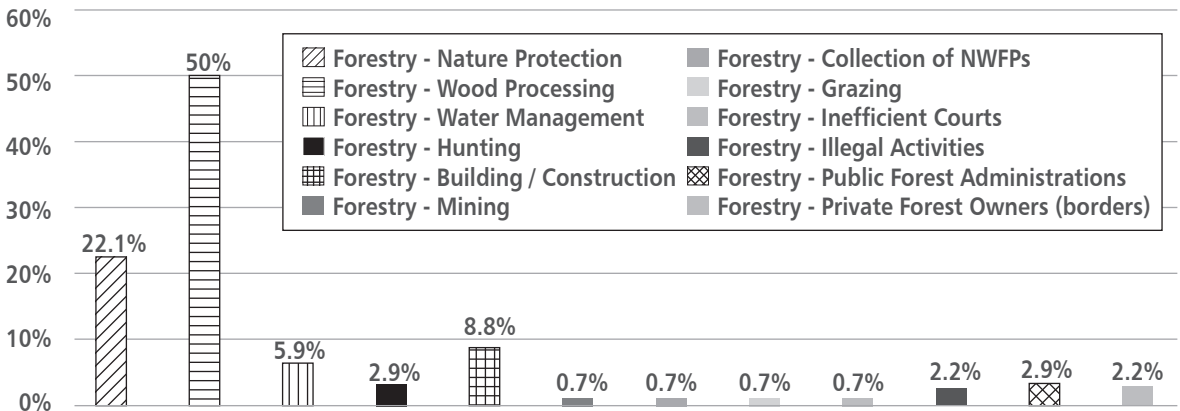 60%
50%
40%
30%
20%
10%
0%
Forestry - Nature Protection
Forestry - Wood Processing
Forestry - Water Management
Forestry - Hunting
Forestry - Building / Construction
Forestry - Mining
Forestry - Collection of NWFPs
Forestry - Grazing
Forestry - Inefficient Courts
Forestry - Illegal Activities
Forestry - Public Forest Administrations
Forestry - Private Forest Owners (borders)
22.1%
50%
5.9%
2.9%
8.8%
0.7%
0.7%
0.7%
0.7%
2.2%
2.9%
2.2%